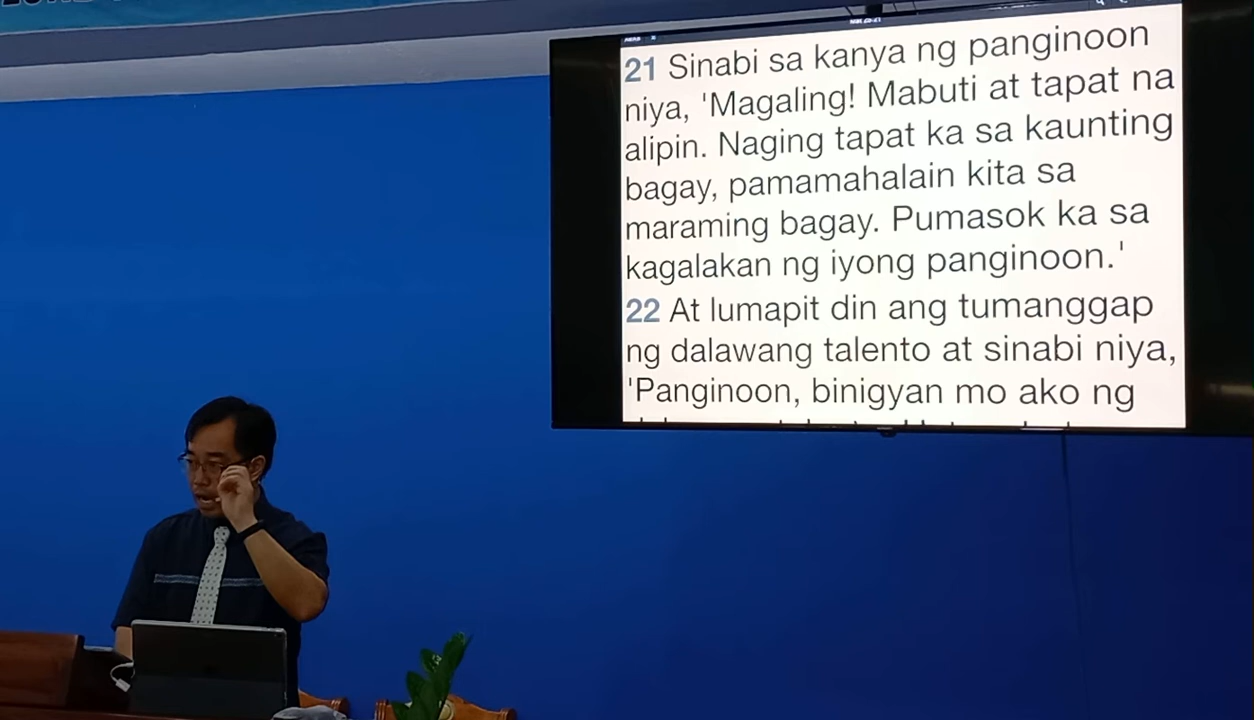 21 Sinabi sa kanya ng panginoon
niya, 'Magaling! Mabuti at tapat na
alipin. Naging tapat ka sa kaunting
bagay, pamamahalain kita sa
maraming bagay. Pumasok ka sa
kagalakan ng iyong panginoon.'
22 At lumapit din ang tumanggap
ng dalawang talento at sinabi niya,
'Panginoon, binigyan mo ako ng